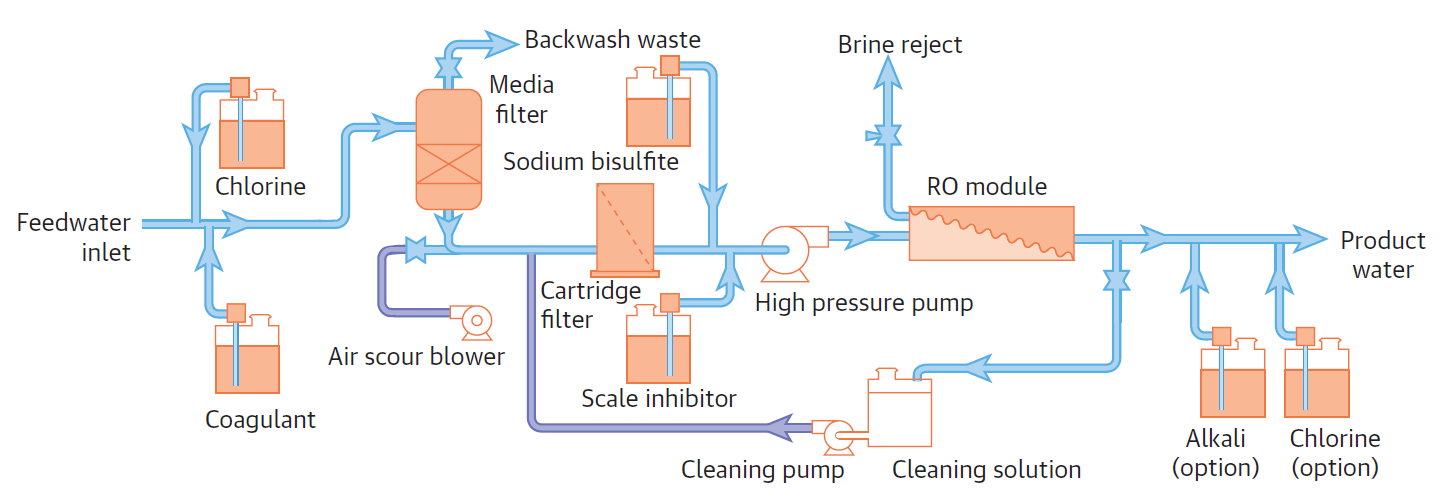 Backwash waste
Brine reject
Media
filter
Sodium bisulfite
Chlorine
RO module
Feedwater
inlet
Product
water
Cartridge
filter
High pressure pump
Air scour blower
Scale inhibitor
Coagulant
Alkali
(option)
Chlorine
(option)
Cleaning pump
Cleaning solution